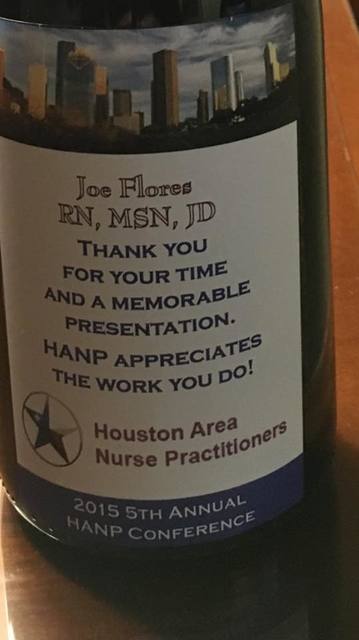 Joe Flores
RN, MSN, JD
THANK YOU
FOR YOUR TIME
AND A MEMORABLE
PRESENTATION.
HANP APPRECIATES
THE WORK YOU DO!
Houston Area
Nurse Practitioners
2015 5TH ANNUAL
HANP CONFERENCE